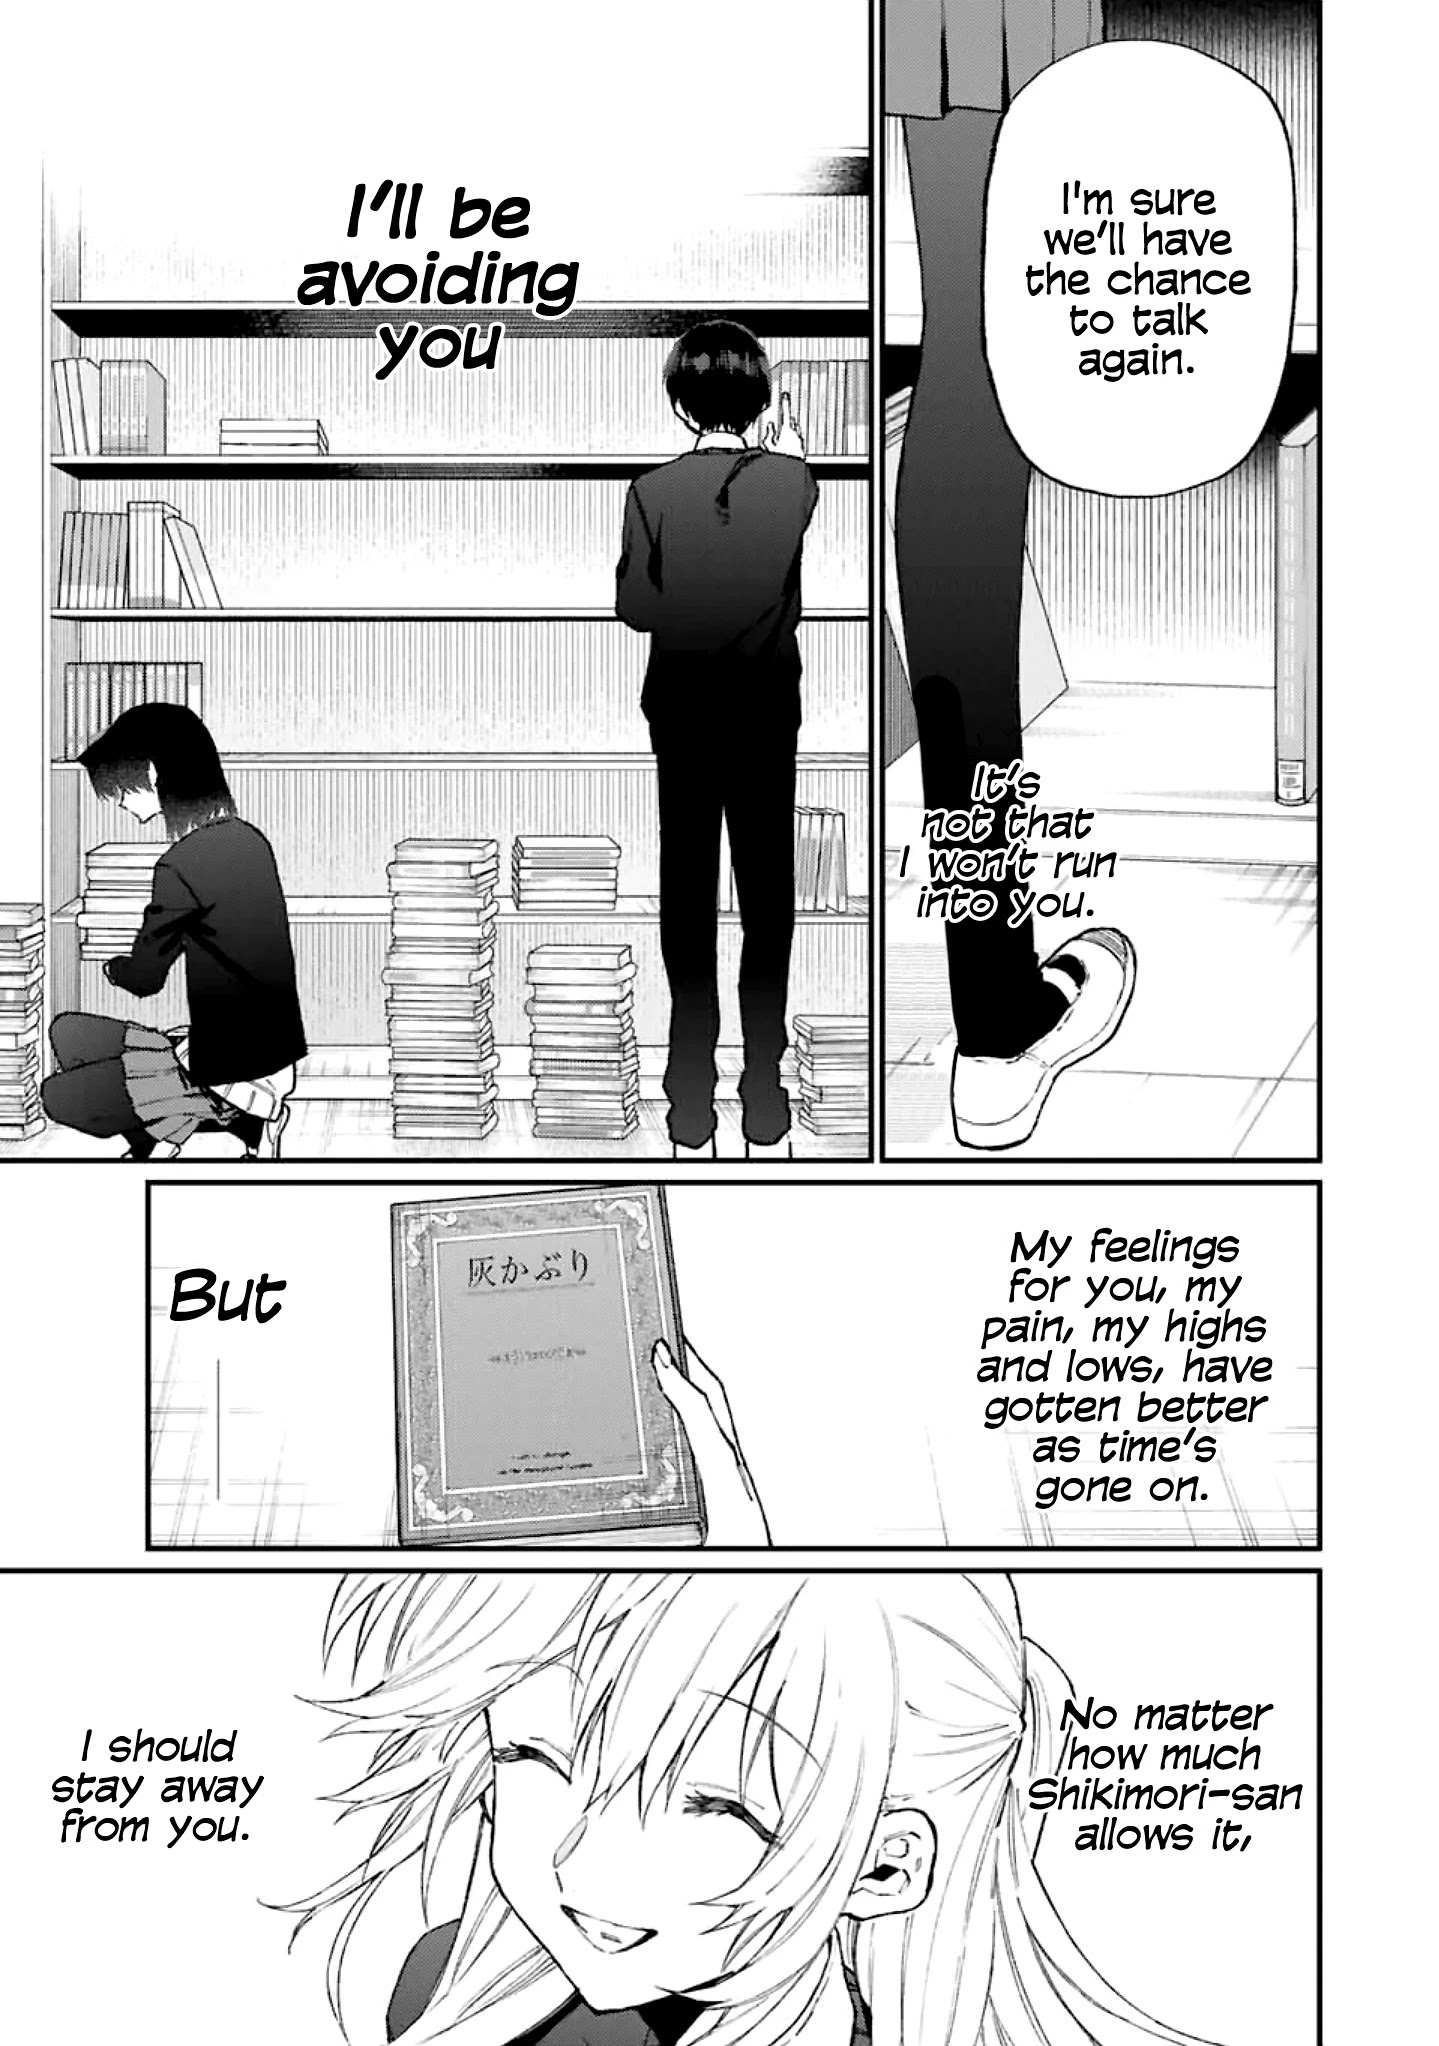 I'm sure
we'll have
the chance
to talk
again.
It's
not that
I won't run
into you.
I'll be
avoiding
you
My feelings
for you, my
pain, my highs
and lows, have
gotten better
as time's
gone on.
灰かぶり
But
No matter
how much
Shikimori-san
allows it,
I should
stay away
from you.